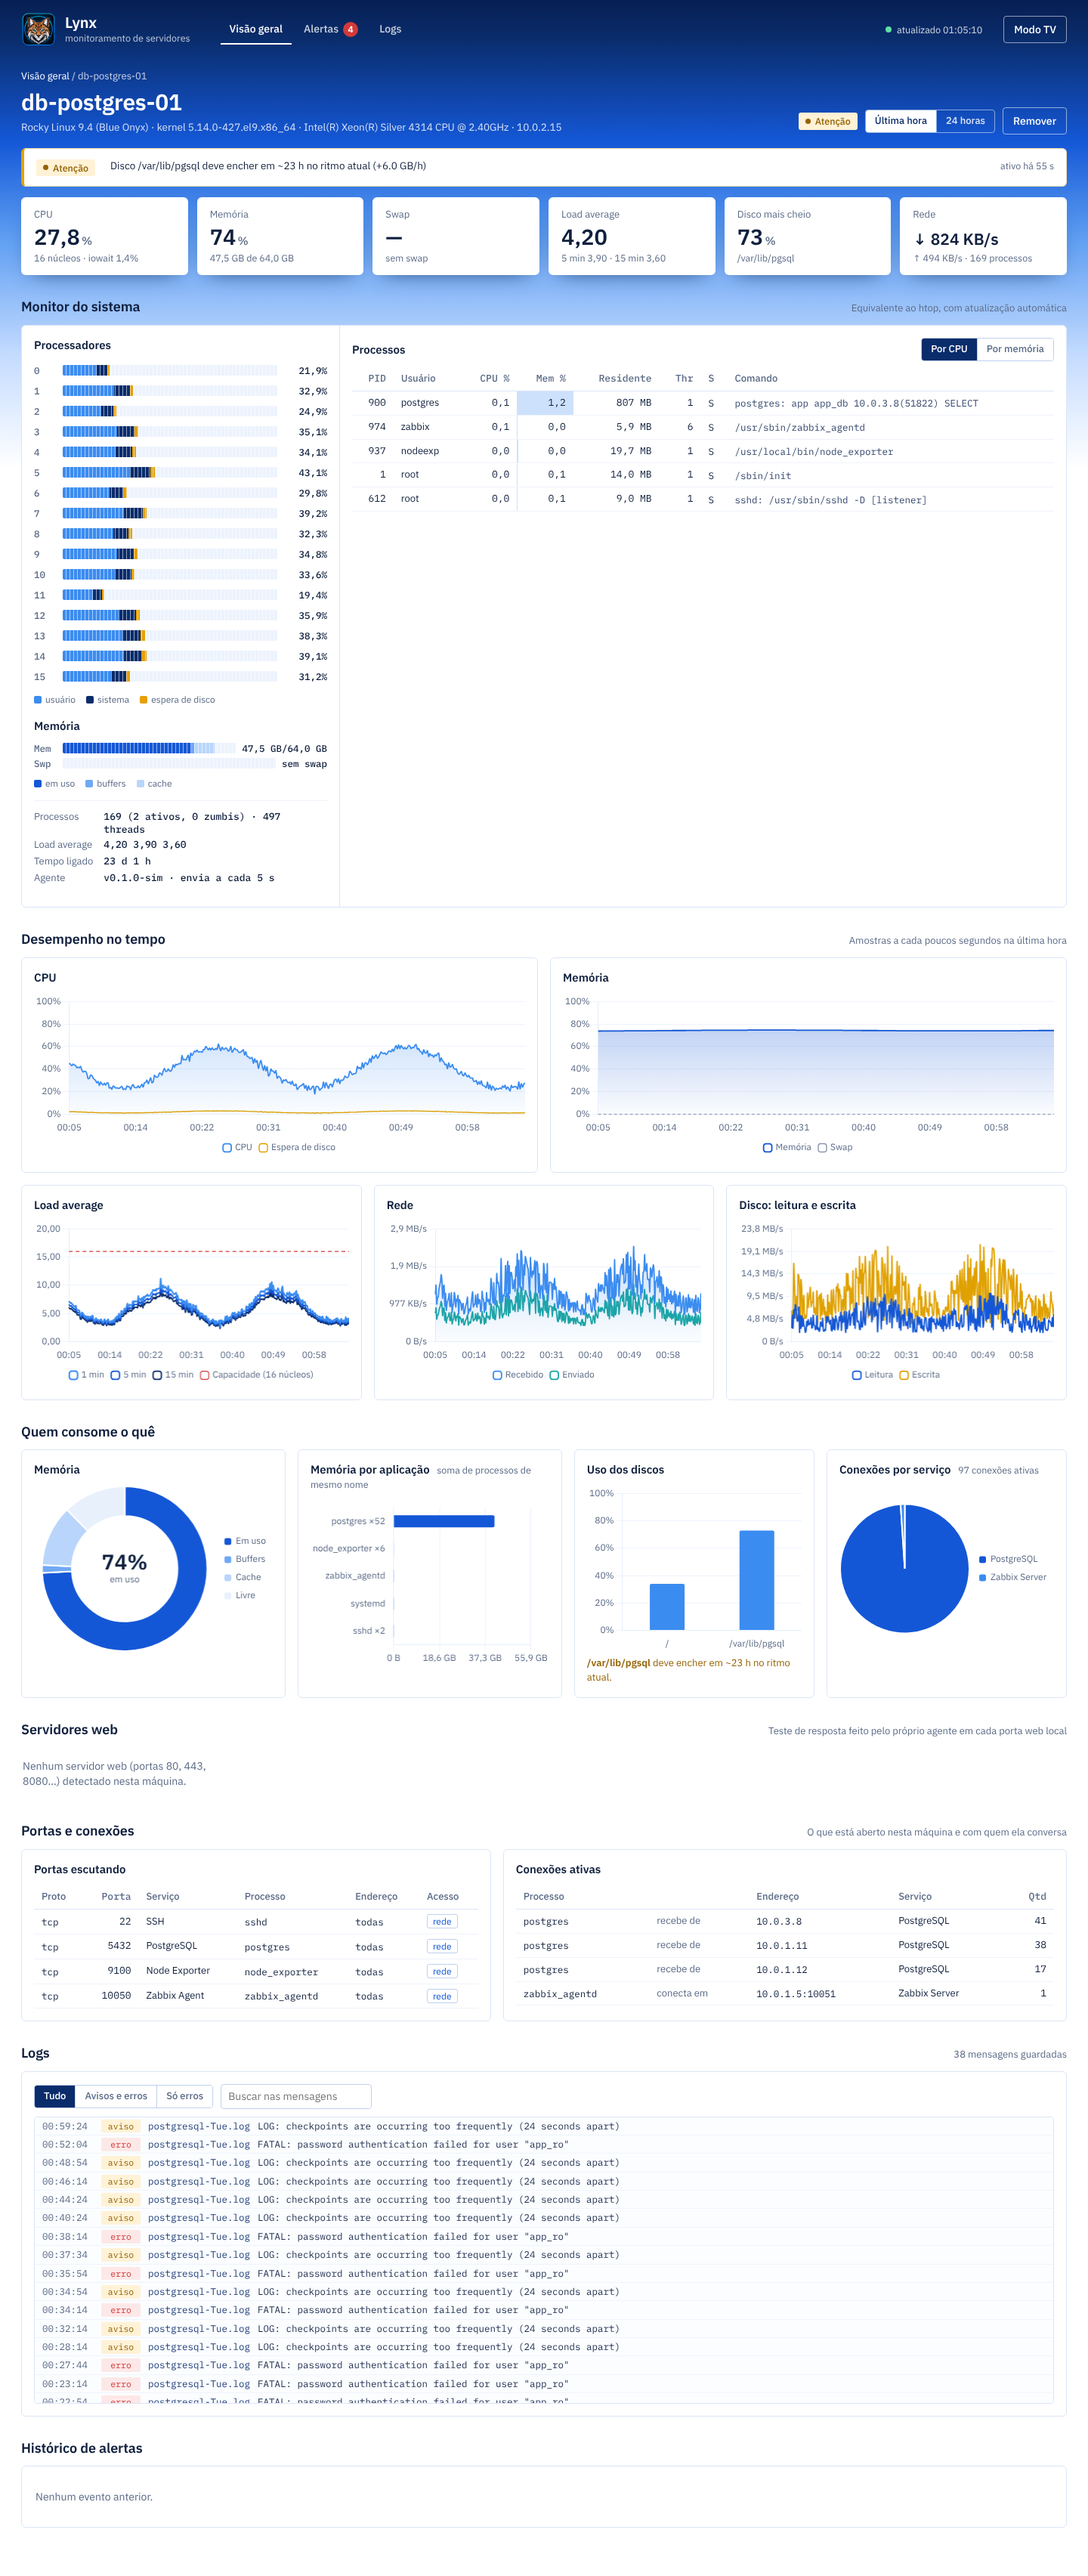 Lynx
monitoramento de servidores
Visão geral
Alertas 4
Logs
atualizado 01:05:10
Modo TV
Visão geral / db-postgres-01
db-postgres-01
Rocky Linux 9.4 (Blue Onyx) · kernel 5.14.0-427.el9.x86_64 · Intel(R) Xeon(R) Silver 4314 CPU @ 2.40GHz · 10.0.2.15
Atenção
Última hora
24 horas
Remover
Atenção
Disco /var/lib/pgsql deve encher em ~23 h no ritmo atual (+6.0 GB/h)
ativo há 55 s
CPU
27,8 %
16 núcleos · iowait 1,4%
Memória
74 %
47,5 GB de 64,0 GB
Swap
—
sem swap
Load average
4,20
5 min 3,90 · 15 min 3,60
Disco mais cheio
73 %
/var/lib/pgsql
Rede
↓ 824 KB/s
↑ 494 KB/s · 169 processos
Monitor do sistema
Equivalente ao htop, com atualização automática
Processadores
0 21,9%
1 32,9%
2 24,9%
3 35,1%
4 34,1%
5 43,1%
6 29,8%
7 39,2%
8 32,3%
9 34,8%
10 33,6%
11 19,4%
12 35,9%
13 38,3%
14 39,1%
15 31,2%
usuário sistema espera de disco
Memória
Mem 47,5 GB/64,0 GB
Swp sem swap
em uso buffers cache
Processos 169 (2 ativos, 0 zumbis) · 497
threads
Load average 4,20 3,90 3,60
Tempo ligado 23 d 1 h
Agente v0.1.0-sim · envia a cada 5 s
Processos
Por CPU
Por memória
PID Usuário CPU % Mem % Residente Thr S Comando
900 postgres 0,1 1,2 807 MB 1 S postgres: app app_db 10.0.3.8(51822) SELECT
974 zabbix 0,1 0,0 5,9 MB 6 S /usr/sbin/zabbix_agentd
937 nodeexp 0,0 0,0 19,7 MB 1 S /usr/local/bin/node_exporter
1 root 0,0 0,1 14,0 MB 1 S /sbin/init
612 root 0,0 0,1 9,0 MB 1 S sshd: /usr/sbin/sshd -D [listener]
Desempenho no tempo
Amostras a cada poucos segundos na última hora
CPU
100%
80%
60%
40%
20%
0%
00:05 00:14 00:22 00:31 00:40 00:49 00:58
CPU Espera de disco
Memória
100%
80%
60%
40%
20%
0%
00:05 00:14 00:22 00:31 00:40 00:49 00:58
Memória Swap
Load average
20,00
15,00
10,00
5,00
0,00
00:05 00:14 00:22 00:31 00:40 00:49 00:58
1 min 5 min 15 min Capacidade (16 núcleos)
Rede
2,9 MB/s
1,9 MB/s
977 KB/s
0 B/s
00:05 00:14 00:22 00:31 00:40 00:49 00:58
Recebido Enviado
Disco: leitura e escrita
23,8 MB/s
19,1 MB/s
14,3 MB/s
9,5 MB/s
4,8 MB/s
0 B/s
00:05 00:14 00:22 00:31 00:40 00:49 00:58
Leitura Escrita
Quem consome o quê
Memória
74%
em uso
Em uso
Buffers
Cache
Livre
Memória por aplicação soma de processos de
mesmo nome
postgres ×52
node_exporter ×6
zabbix_agentd
systemd
sshd ×2
0 B 18,6 GB 37,3 GB 55,9 GB
Uso dos discos
100%
80%
60%
40%
20%
0%
/ /var/lib/pgsql
/var/lib/pgsql deve encher em ~23 h no ritmo
atual.
Conexões por serviço 97 conexões ativas
PostgreSQL
Zabbix Server
Servidores web
Teste de resposta feito pelo próprio agente em cada porta web local
Nenhum servidor web (portas 80, 443,
8080...) detectado nesta máquina.
Portas e conexões
O que está aberto nesta máquina e com quem ela conversa
Portas escutando
Proto Porta Serviço Processo Endereço Acesso
tcp 22 SSH sshd todas rede
tcp 5432 PostgreSQL postgres todas rede
tcp 9100 Node Exporter node_exporter todas rede
tcp 10050 Zabbix Agent zabbix_agentd todas rede
Conexões ativas
Processo Endereço Serviço Qtd
postgres recebe de 10.0.3.8 PostgreSQL 41
postgres recebe de 10.0.1.11 PostgreSQL 38
postgres recebe de 10.0.1.12 PostgreSQL 17
zabbix_agentd conecta em 10.0.1.5:10051 Zabbix Server 1
Logs
38 mensagens guardadas
Tudo
Avisos e erros
Só erros
Buscar nas mensagens
00:59:24 aviso postgresql-Tue.log LOG: checkpoints are occurring too frequently (24 seconds apart)
00:52:04 erro postgresql-Tue.log FATAL: password authentication failed for user "app_ro"
00:48:54 aviso postgresql-Tue.log LOG: checkpoints are occurring too frequently (24 seconds apart)
00:46:14 aviso postgresql-Tue.log LOG: checkpoints are occurring too frequently (24 seconds apart)
00:44:24 aviso postgresql-Tue.log LOG: checkpoints are occurring too frequently (24 seconds apart)
00:40:24 aviso postgresql-Tue.log LOG: checkpoints are occurring too frequently (24 seconds apart)
00:38:14 erro postgresql-Tue.log FATAL: password authentication failed for user "app_ro"
00:37:34 aviso postgresql-Tue.log LOG: checkpoints are occurring too frequently (24 seconds apart)
00:35:54 erro postgresql-Tue.log FATAL: password authentication failed for user "app_ro"
00:34:54 aviso postgresql-Tue.log LOG: checkpoints are occurring too frequently (24 seconds apart)
00:34:14 erro postgresql-Tue.log FATAL: password authentication failed for user "app_ro"
00:32:14 aviso postgresql-Tue.log LOG: checkpoints are occurring too frequently (24 seconds apart)
00:28:14 aviso postgresql-Tue.log LOG: checkpoints are occurring too frequently (24 seconds apart)
00:27:44 erro postgresql-Tue.log FATAL: password authentication failed for user "app_ro"
00:23:14 erro postgresql-Tue.log FATAL: password authentication failed for user "app_ro"
00:22:54 erro postgresql-Tue.log FATAL: password authentication failed for user "app_ro"
Histórico de alertas
Nenhum evento anterior.